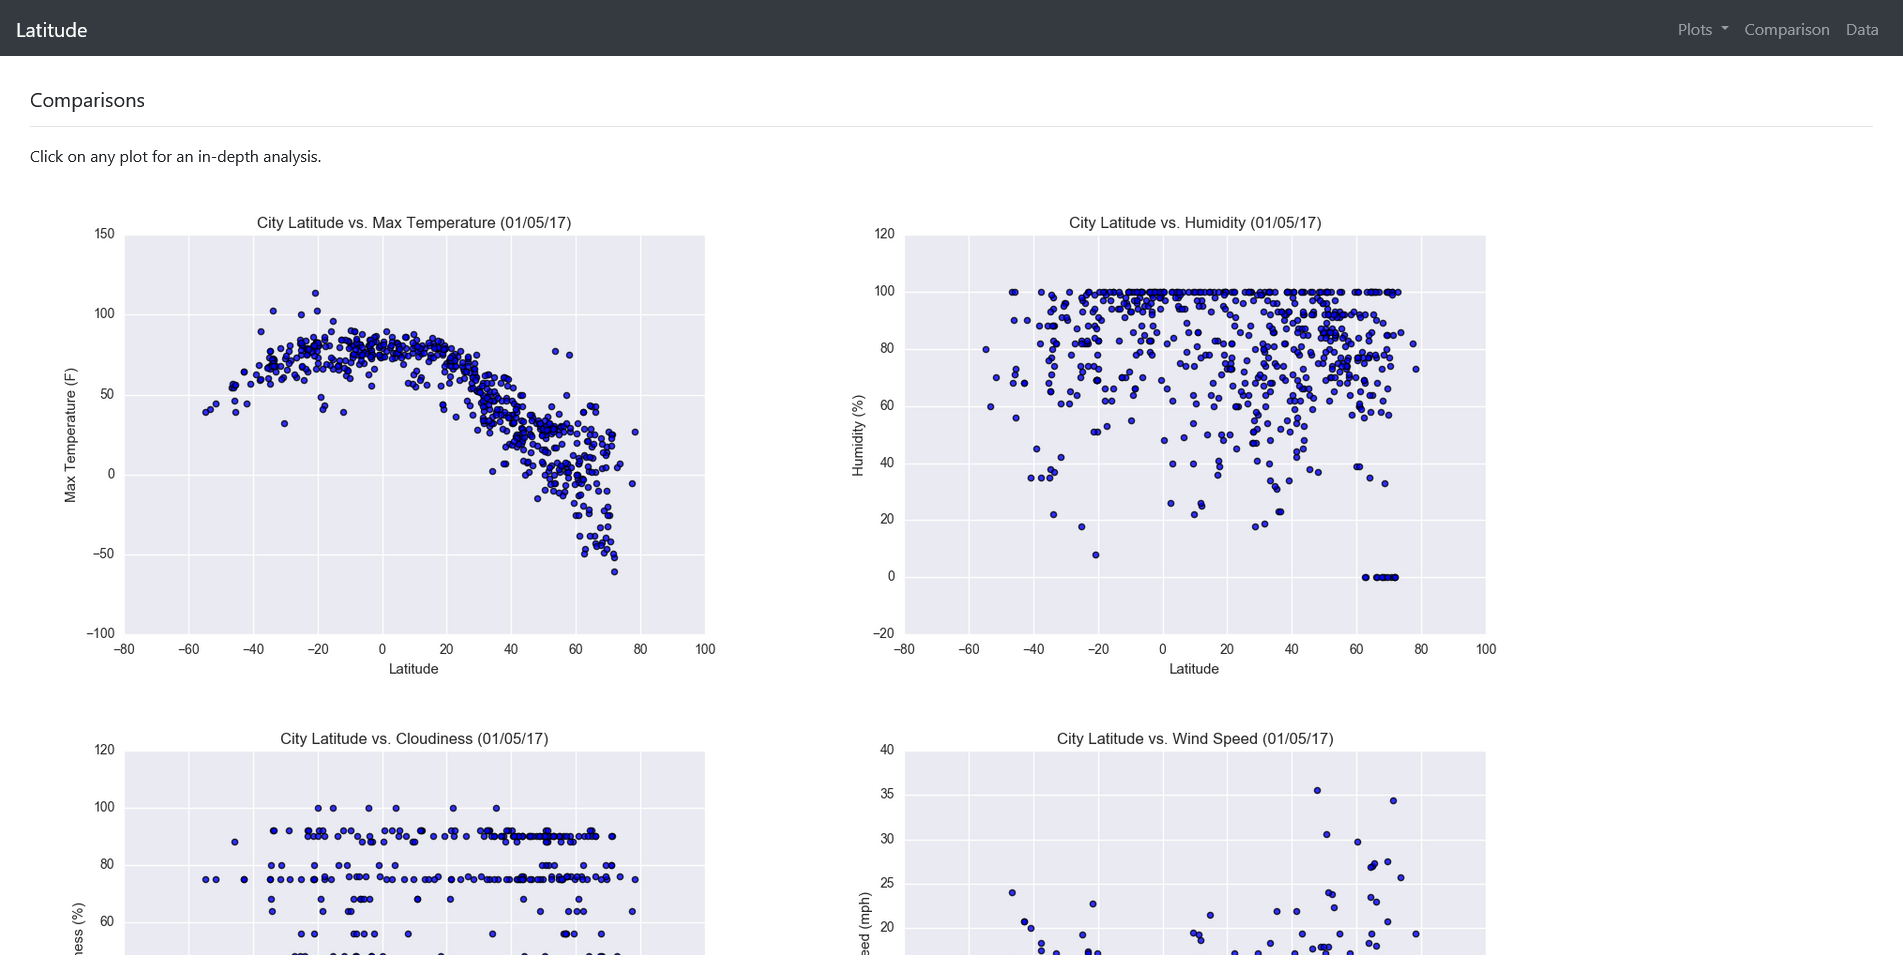 Latitude
Plots Comparison Data
Comparisons
Click on any plot for an in-depth analysis.
City Latitude vs. Max Temperature (01/05/17)
150
100
50
0
−50
−100
Max Temperature (F)
−80 −60 −40 −20 0 20 40 60 80 100
Latitude
City Latitude vs. Humidity (01/05/17)
120
100
80
60
40
20
0
−20
Humidity (%)
−80 −60 −40 −20 0 20 40 60 80 100
Latitude
City Latitude vs. Cloudiness (01/05/17)
120
100
80
60
ness (%)
City Latitude vs. Wind Speed (01/05/17)
40
35
30
25
20
eed (mph)